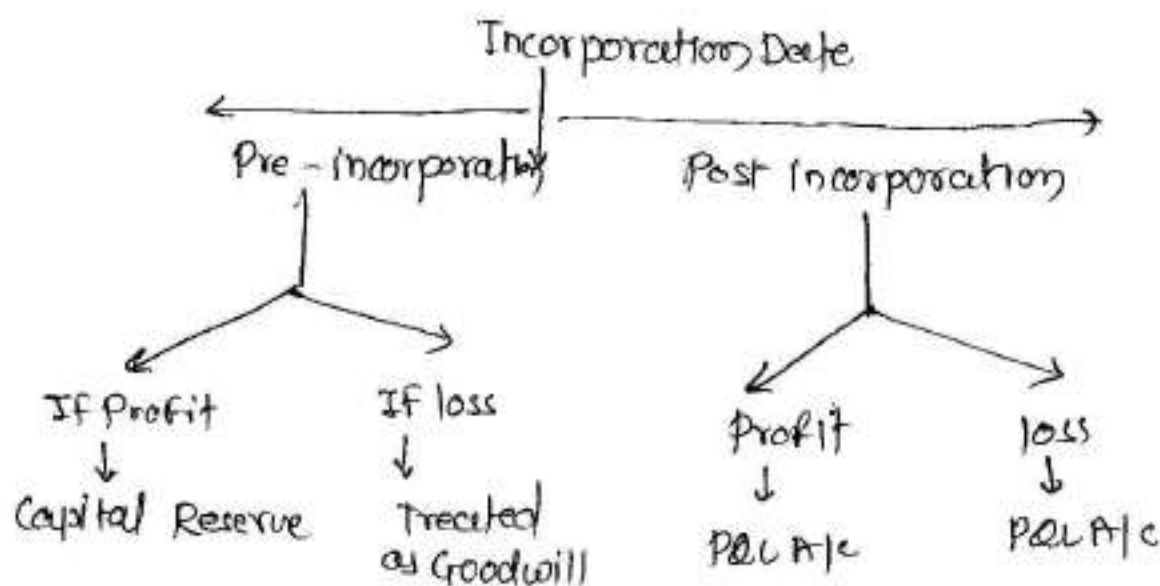 Incorporation Date
Pre-incorporation
Post incorporation
If Profit
If loss
Profit
loss
Capital Reserve
Treated
as Goodwill
P&L A/c
P&L A/c